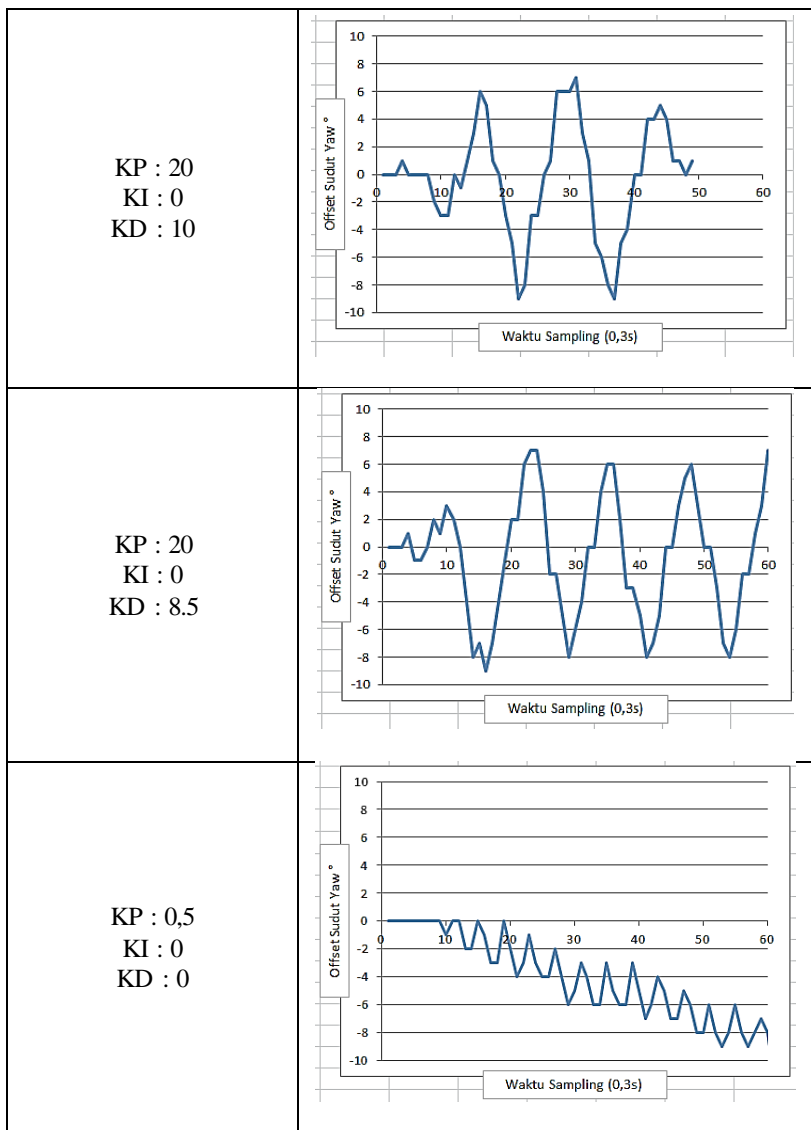 KP : 20
KI : 0
KD : 10
10
8
6
4
2
0
-2
-4
-6
-8
-10
0 10 20 30 40 50 60
Offset Sudut Yaw °
Waktu Sampling (0,3s)
KP : 20
KI : 0
KD : 8.5
10
8
6
4
2
0
-2
-4
-6
-8
-10
0 10 20 30 40 50 60
Offset Sudut Yaw °
Waktu Sampling (0,3s)
KP : 0,5
KI : 0
KD : 0
10
8
6
4
2
0
-2
-4
-6
-8
-10
0 10 20 30 40 50 60
Offset Sudut Yaw °
Waktu Sampling (0,3s)